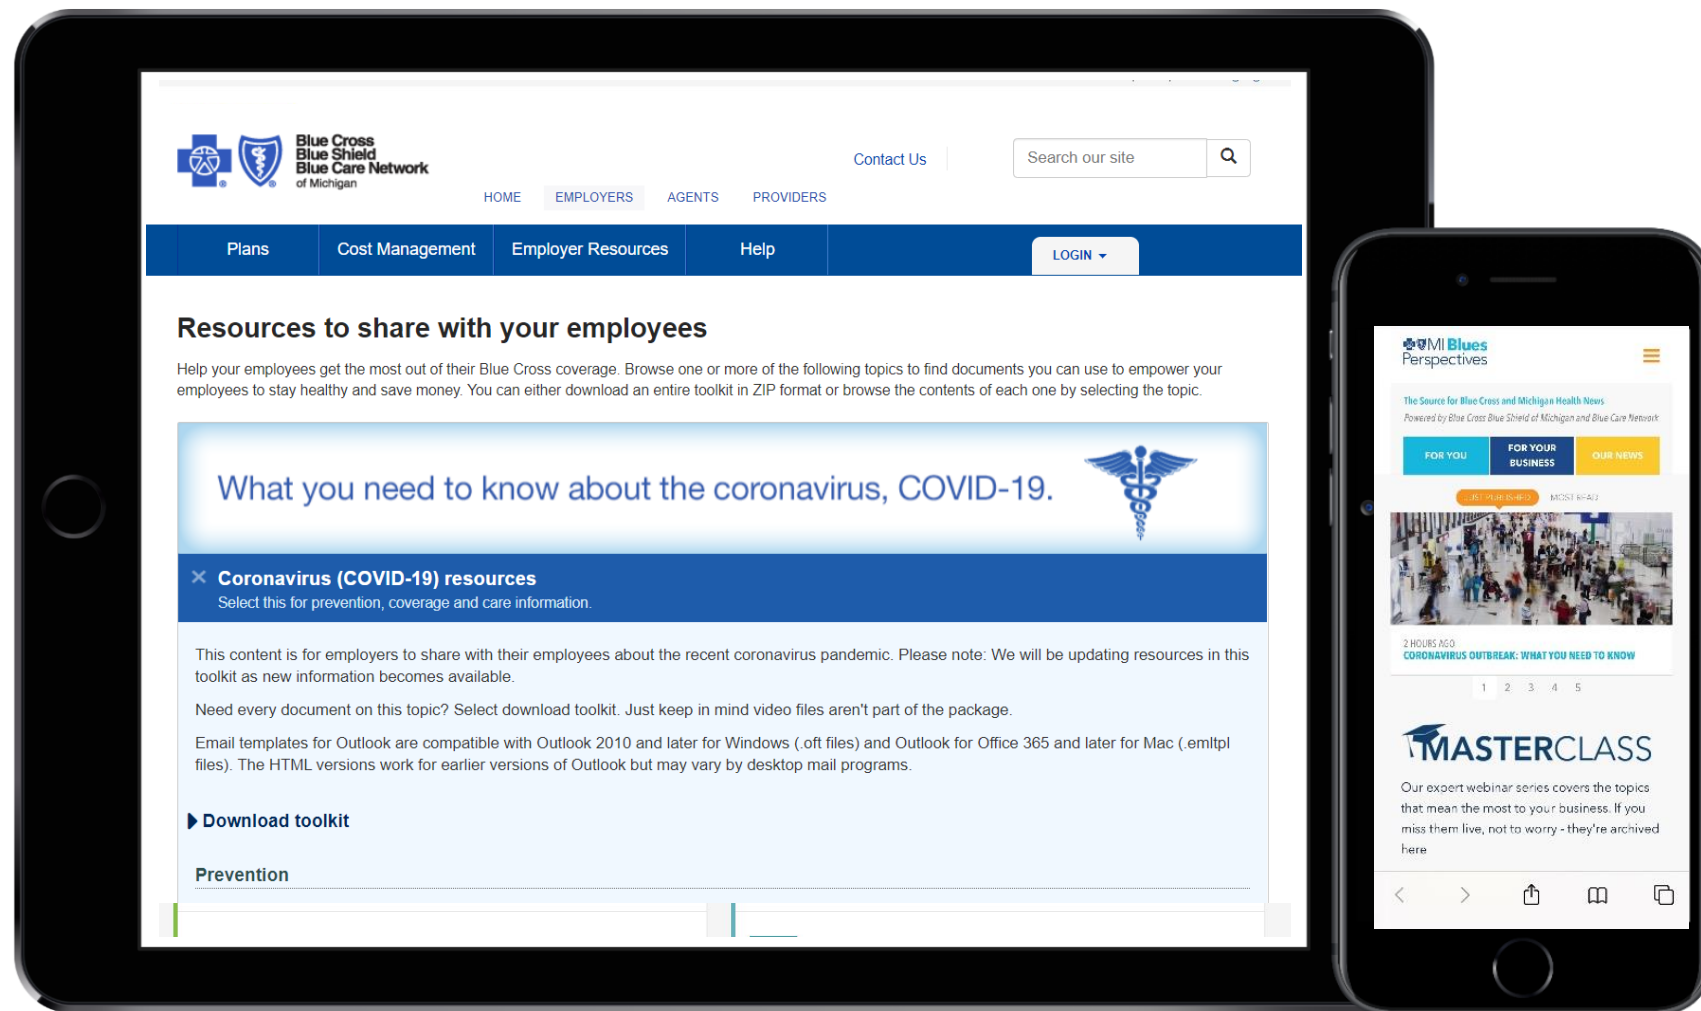 Blue Cross
Blue Shield
Blue Care Network
of Michigan
Contact Us
Search our site
HOME EMPLOYERS AGENTS PROVIDERS
Plans Cost Management Employer Resources Help LOGIN
Resources to share with your employees
Help your employees get the most out of their Blue Cross coverage. Browse one or more of the following topics to find documents you can use to empower your
employees to stay healthy and save money. You can either download an entire toolkit in ZIP format or browse the contents of each one by selecting the topic.
What you need to know about the coronavirus, COVID-19.
Coronavirus (COVID-19) resources
Select this for prevention, coverage and care information.
This content is for employers to share with their employees about the recent coronavirus pandemic. Please note: We will be updating resources in this
toolkit as new information becomes available.
Need every document on this topic? Select download toolkit. Just keep in mind video files aren't part of the package.
Email templates for Outlook are compatible with Outlook 2010 and later for Windows (.oft files) and Outlook for Office 365 and later for Mac (.emltpl
files). The HTML versions work for earlier versions of Outlook but may vary by desktop mail programs.
Download toolkit
Prevention
MI Blues
Perspectives
The Source for Blue Cross and Michigan Health News
Powered by Blue Cross Blue Shield of Michigan and Blue Care Network
FOR YOU
FOR YOUR
BUSINESS
OUR NEWS
JUST PUBLISHED MOST READ
2 HOURS AGO
CORONAVIRUS OUTBREAK: WHAT YOU NEED TO KNOW
1 2 3 4 5
MASTERCLASS
Our expert webinar series covers the topics
that mean the most to your business. If you
miss them live, not to worry - they're archived
here